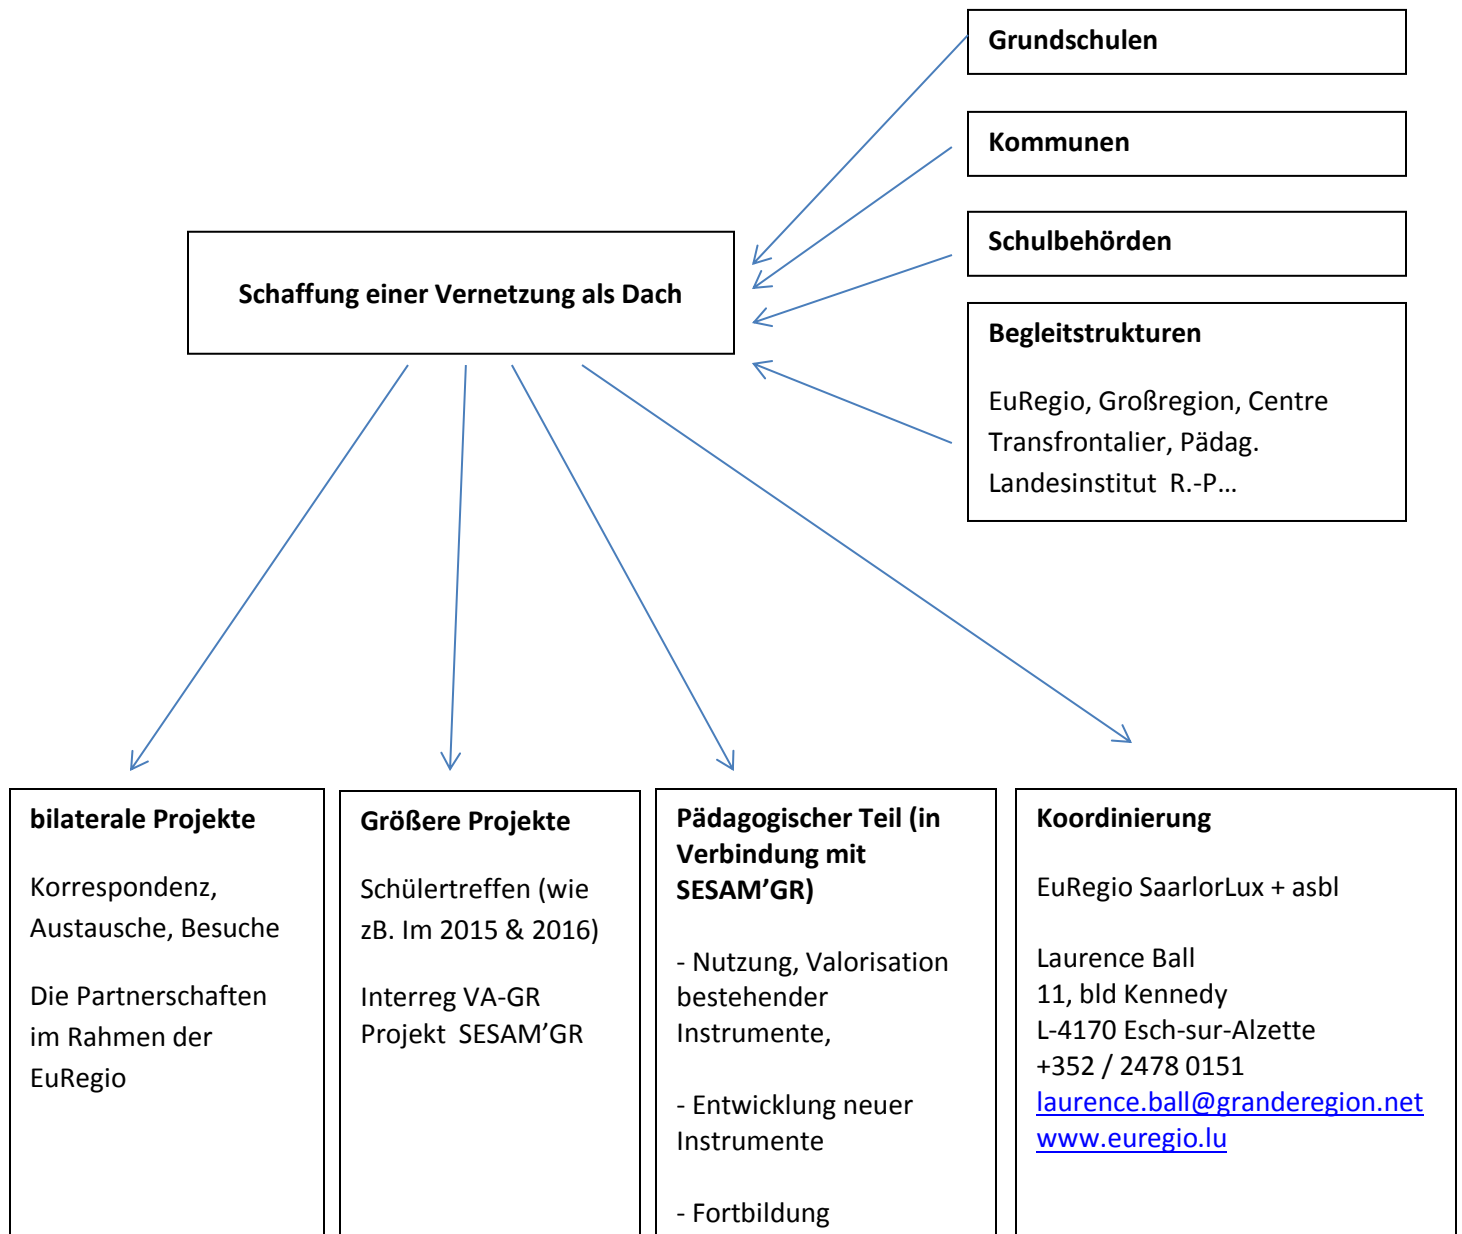 Grundschulen
Kommunen
Schulbehörden
Schaffung einer Vernetzung als Dach
Begleitstrukturen
EuRegio, Großregion, Centre
Transfrontalier, Pädag.
Landesinstitut  R.-P…
bilaterale Projekte
Korrespondenz,
Austausche, Besuche
Die Partnerschaften
im Rahmen der
EuRegio
Größere Projekte
Schülertreffen (wie
zB. Im 2015 & 2016)
Interreg VA-GR
Projekt  SESAM’GR
Pädagogischer Teil (in
Verbindung mit
SESAM’GR)
- Nutzung, Valorisation
bestehender
Instrumente,
- Entwicklung neuer
Instrumente
- Fortbildung
Koordinierung
EuRegio SaarlorLux + asbl
Laurence Ball
11, bld Kennedy
L-4170 Esch-sur-Alzette
+352 / 2478 0151
laurence.ball@granderegion.net
www.euregio.lu